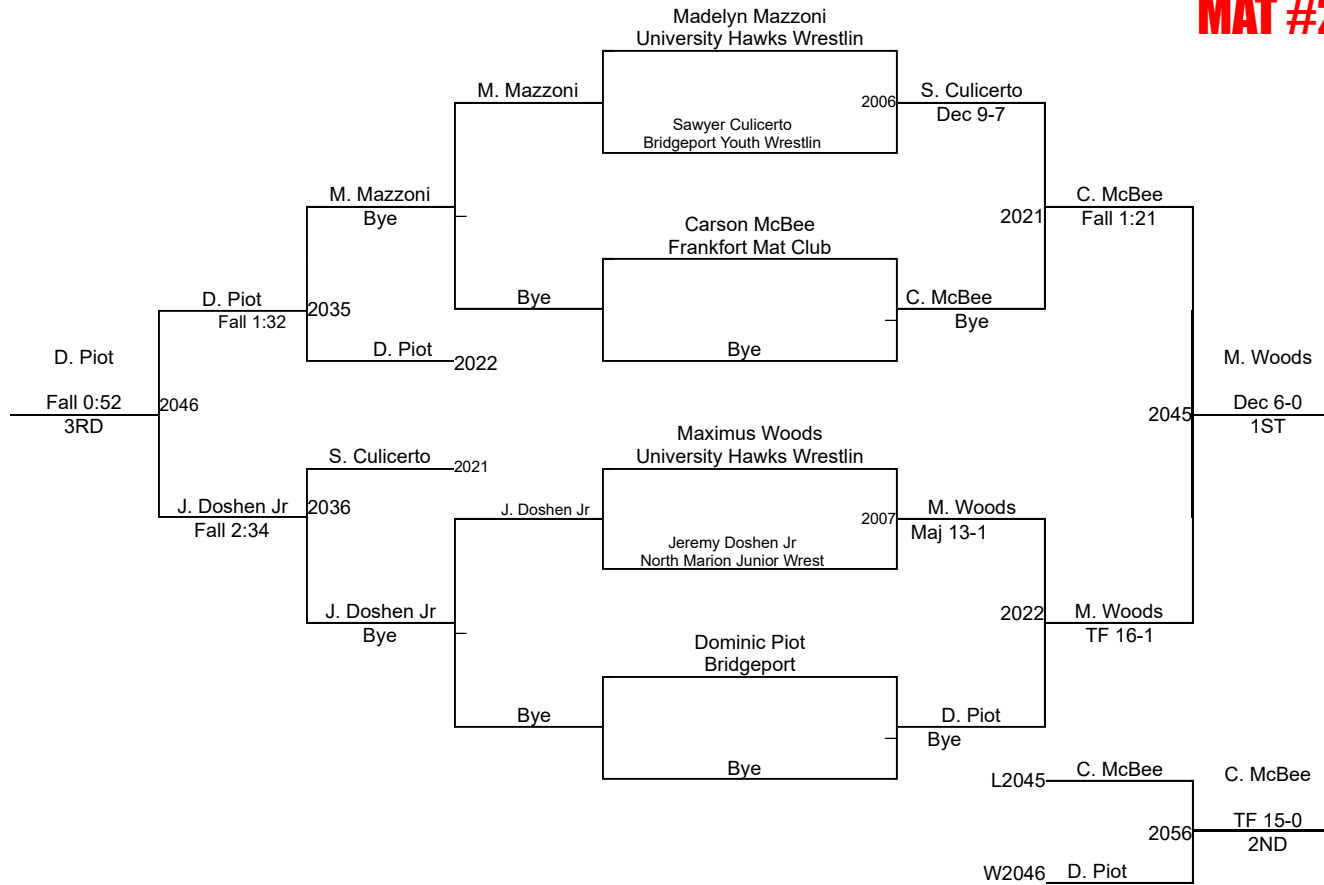 MAT #2
Madelyn Mazzoni
University Hawks Wrestlin
M. Mazzoni
2006
S. Culicerto
Dec 9-7
Sawyer Culicerto
Bridgeport Youth Wrestlin
M. Mazzoni
Bye
Carson McBee
Frankfort Mat Club
2021
C. McBee
Fall 1:21
D. Piot
Fall 1:32
2035
Bye
C. McBee
Bye
D. Piot
2022
Bye
D. Piot
Fall 0:52
3RD
2046
M. Woods
2045
Dec 6-0
1ST
Maximus Woods
University Hawks Wrestlin
S. Culicerto
2021
J. Doshen Jr
Fall 2:34
2036
J. Doshen Jr
2007
M. Woods
Maj 13-1
Jeremy Doshen Jr
North Marion Junior Wrest
J. Doshen Jr
Bye
2022
M. Woods
TF 16-1
Dominic Piot
Bridgeport
Bye
D. Piot
Bye
Bye
L2045
C. McBee
C. McBee
2056
TF 15-0
2ND
W2046
D. Piot